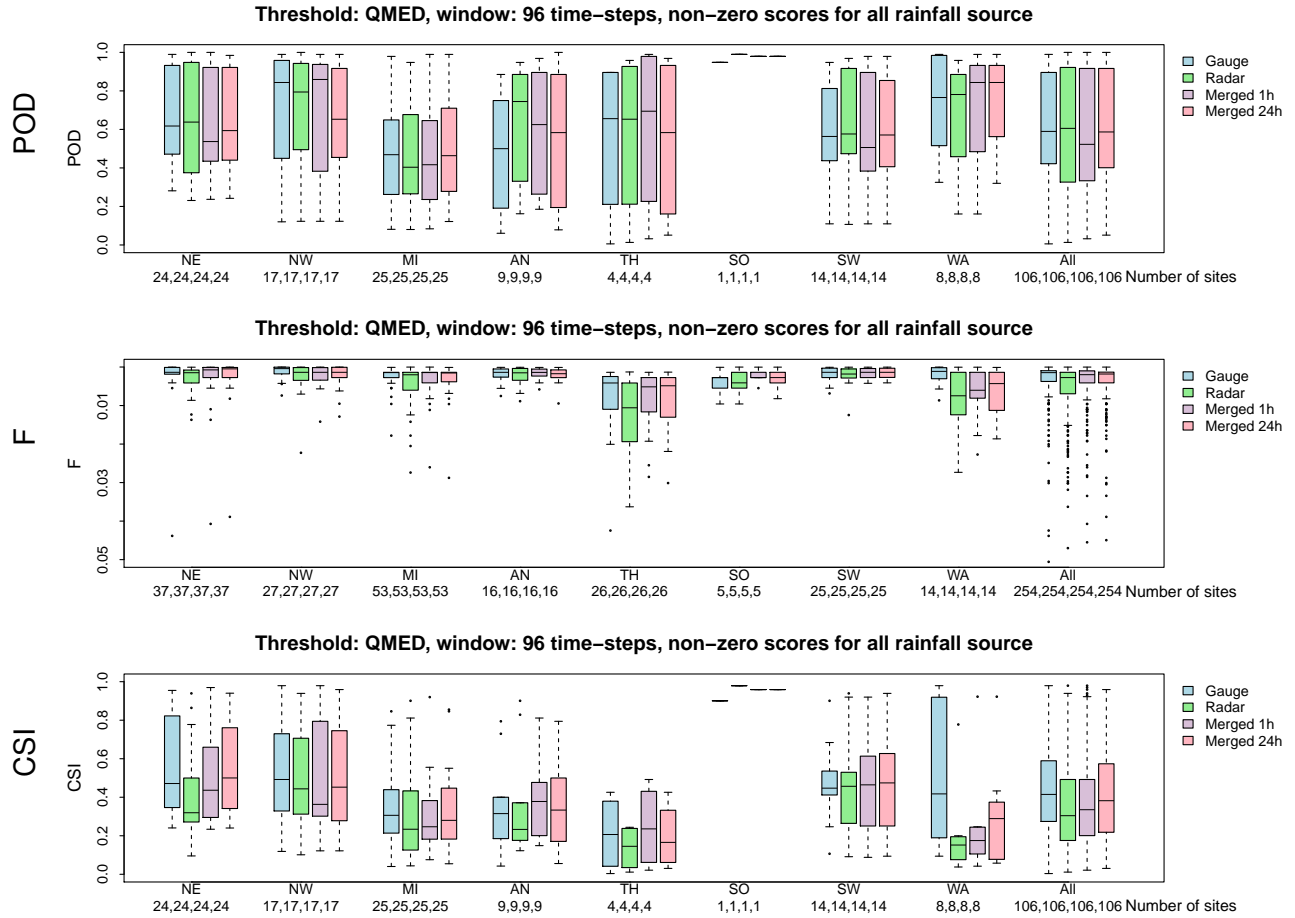 Threshold: QMED, window: 96 time−steps, non−zero scores for all rainfall source
POD
POD
1.0
0.8
0.6
0.4
0.2
0.0
Gauge
Radar
Merged 1h
Merged 24h
NE NW MI AN TH SO SW WA All
24,24,24,24 17,17,17,17 25,25,25,25 9,9,9,9 4,4,4,4 1,1,1,1 14,14,14,14 8,8,8,8 106,106,106,106 Number of sites
Threshold: QMED, window: 96 time−steps, non−zero scores for all rainfall source
F
F
0.01
0.03
0.05
Gauge
Radar
Merged 1h
Merged 24h
NE NW MI AN TH SO SW WA All
37,37,37,37 27,27,27,27 53,53,53,53 16,16,16,16 26,26,26,26 5,5,5,5 25,25,25,25 14,14,14,14 254,254,254,254 Number of sites
Threshold: QMED, window: 96 time−steps, non−zero scores for all rainfall source
CSI
CSI
1.0
0.8
0.6
0.4
0.2
0.0
Gauge
Radar
Merged 1h
Merged 24h
NE NW MI AN TH SO SW WA All
24,24,24,24 17,17,17,17 25,25,25,25 9,9,9,9 4,4,4,4 1,1,1,1 14,14,14,14 8,8,8,8 106,106,106,106 Number of sites